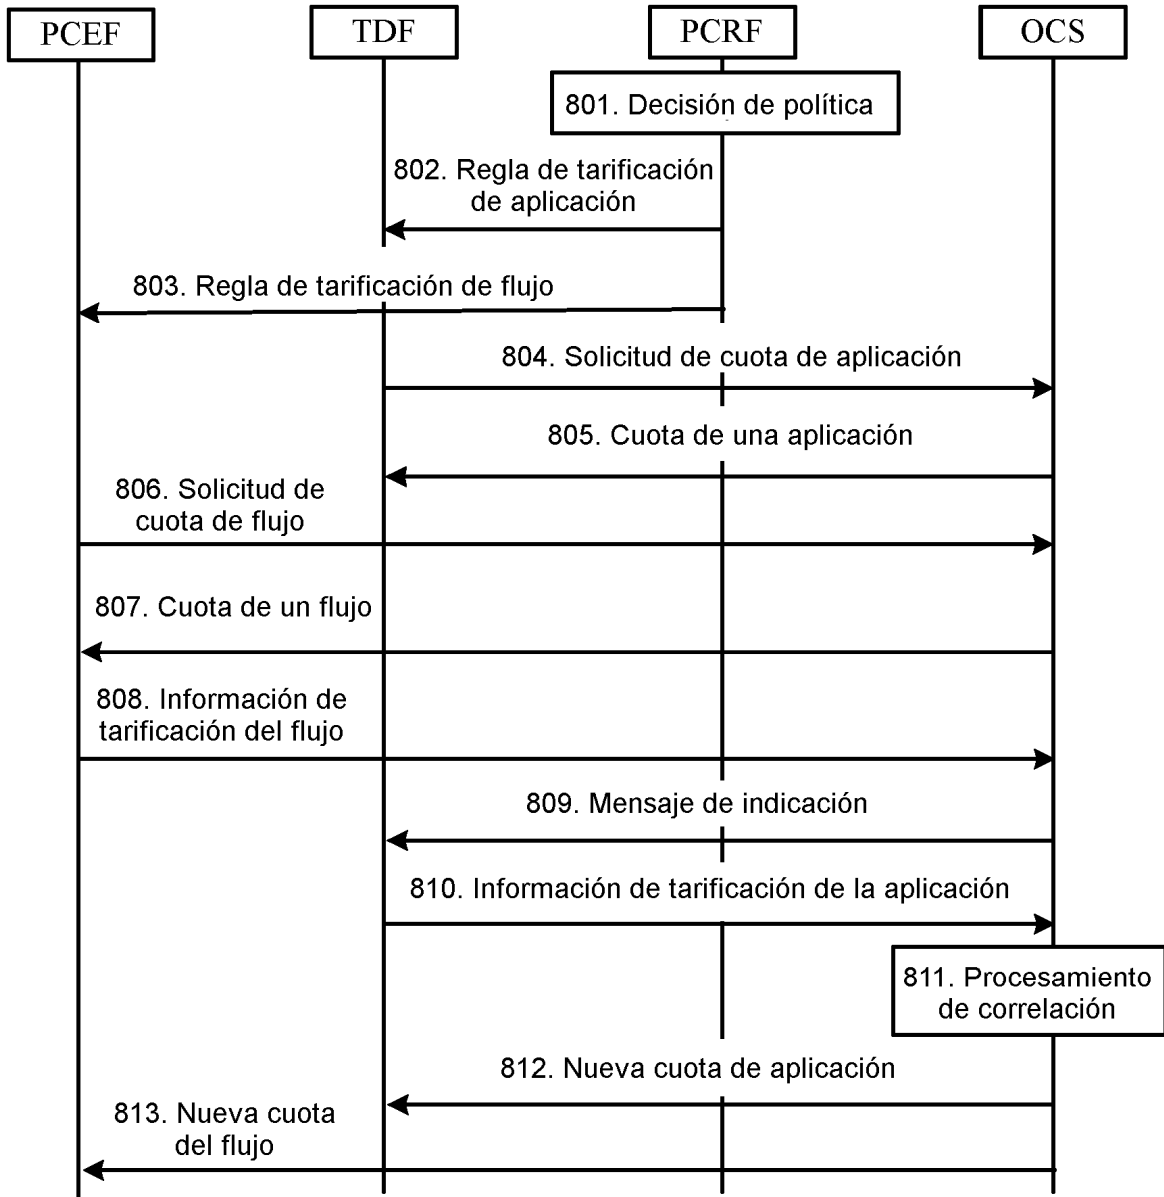 PCEF TDF PCRF OCS
801. Decisión de política
802. Regla de tarificación
de aplicación
803. Regla de tarificación de flujo
804. Solicitud de cuota de aplicación
805. Cuota de una aplicación
806. Solicitud de
cuota de flujo
807. Cuota de un flujo
808. Información de
tarificación del flujo
809. Mensaje de indicación
810. Información de tarificación de la aplicación
811. Procesamiento
de correlación
812. Nueva cuota de aplicación
813. Nueva cuota
del flujo